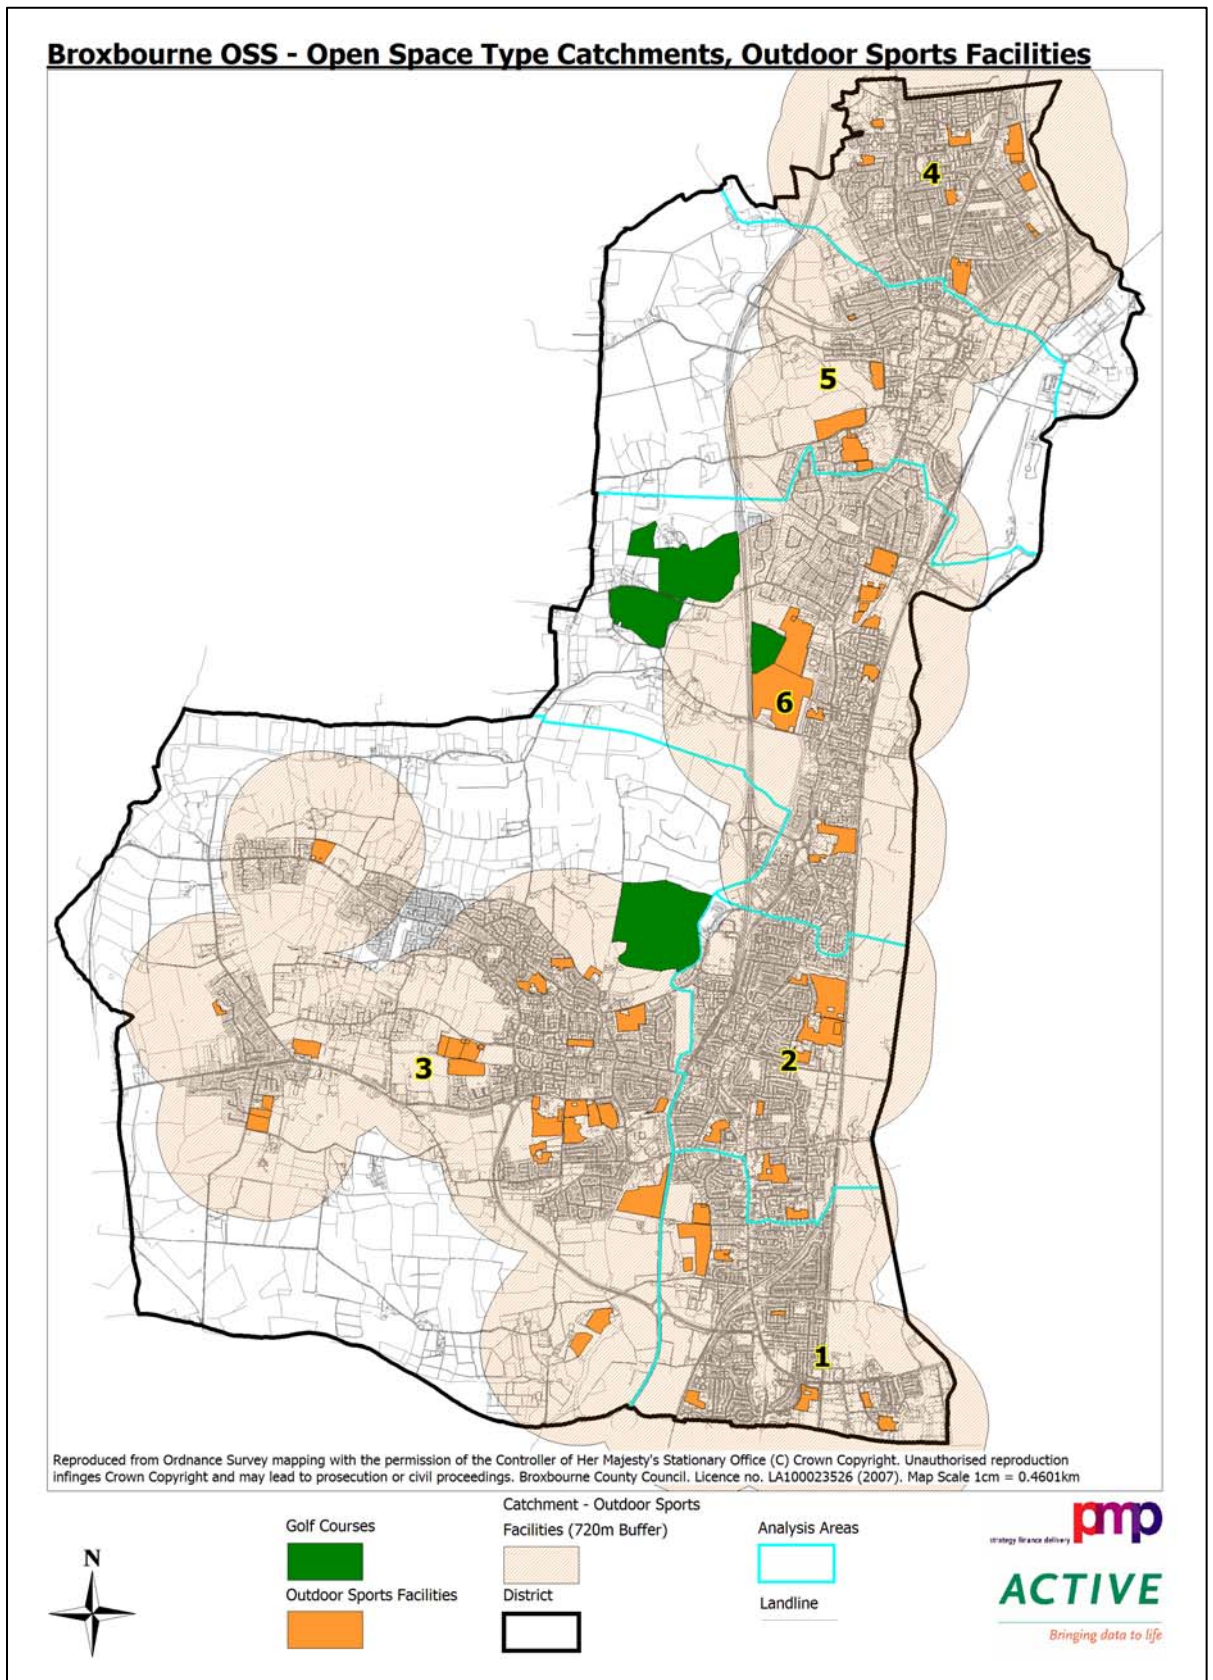 Broxbourne OSS - Open Space Type Catchments, Outdoor Sports Facilities
4
5
6
3
2
1
Reproduced from Ordnance Survey mapping with the permission of the Controller of Her Majesty's Stationary Office (C) Crown Copyright. Unauthorised reproduction
infinges Crown Copyright and may lead to prosecution or civil proceedings. Broxbourne County Council. Licence no. LA100023526 (2007). Map Scale 1cm = 0.4601km
N
Golf Courses
Outdoor Sports Facilities
Catchment - Outdoor Sports
Facilities (720m Buffer)
District
Analysis Areas
Landline
strategy finance delivery pmp
ACTIVE
Bringing data to life